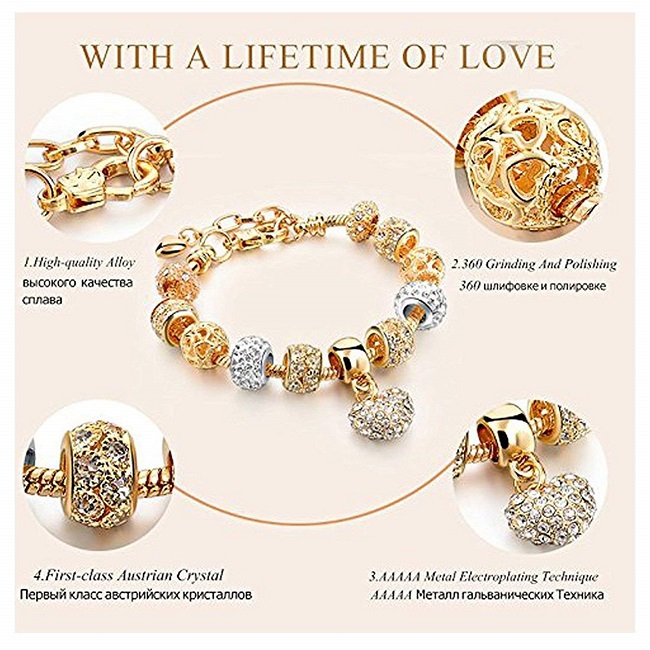 WITH A LIFETIME OF LOVE
1.High-quality Alloy
высокого качества
сплава
2.360 Grinding And Polishing
360 шлифовке и полировке
4.First-class Austrian Crystal
Первый класс австрийских кристаллов
3.AAAAA Metal Electroplating Technique
AAAAA Металл гальванических Техника